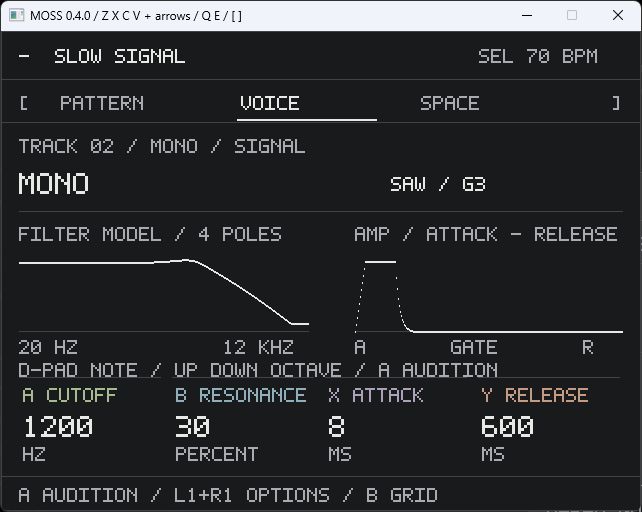 MOSS 0.4.0 / Z X C V + arrows / Q E / [ ]
— SLOW SIGNAL SEL 70 BPM
[ PATTERN VOICE SPACE ]
TRACK 02 / MONO / SIGNAL
MONO SAW / G3
FILTER MODEL / 4 POLES AMP / ATTACK - RELEASE
20 HZ 12 KHZ A GATE R
D-PAD NOTE / UP DOWN OCTAVE / A AUDITION
A CUTOFF B RESONANCE X ATTACK Y RELEASE
1200 30 8 600
HZ PERCENT MS MS
A AUDITION / L1+R1 OPTIONS / B GRID